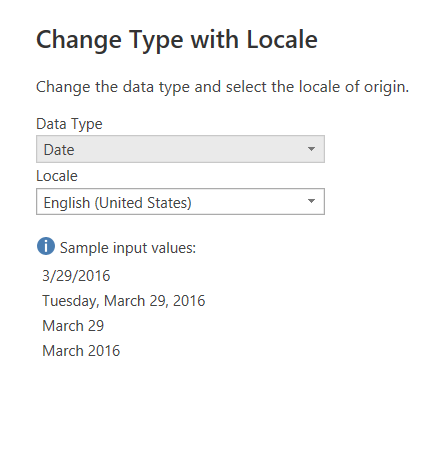 Change Type with Locale
Change the data type and select the locale of origin.
Data Type
Date
Locale
English (United States)
Sample input values:
3/29/2016
Tuesday, March 29, 2016
March 29
March 2016